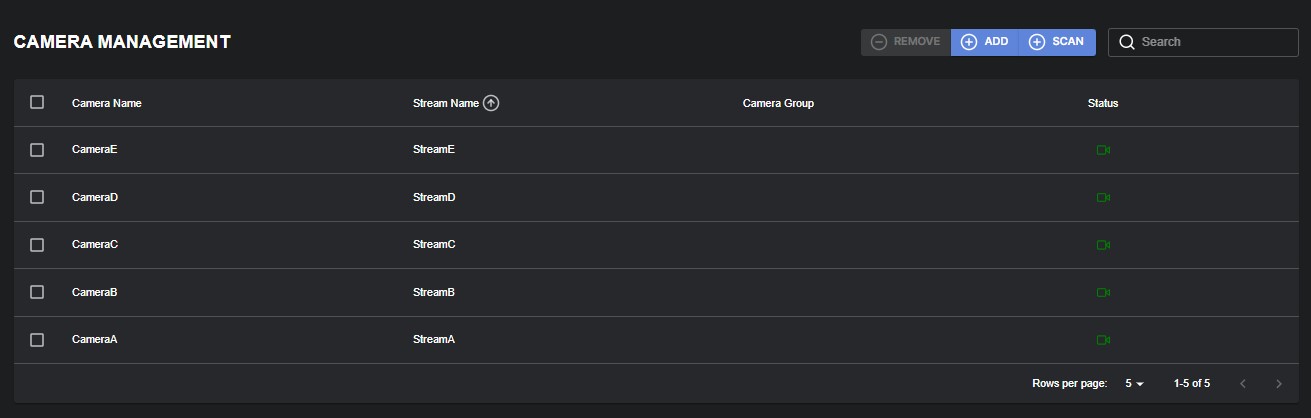 CAMERA MANAGEMENT
REMOVE ADD SCAN Search
Camera Name Stream Name Camera Group Status
CameraE StreamE
CameraD StreamD
CameraC StreamC
CameraB StreamB
CameraA StreamA
Rows per page: 5 1-5 of 5